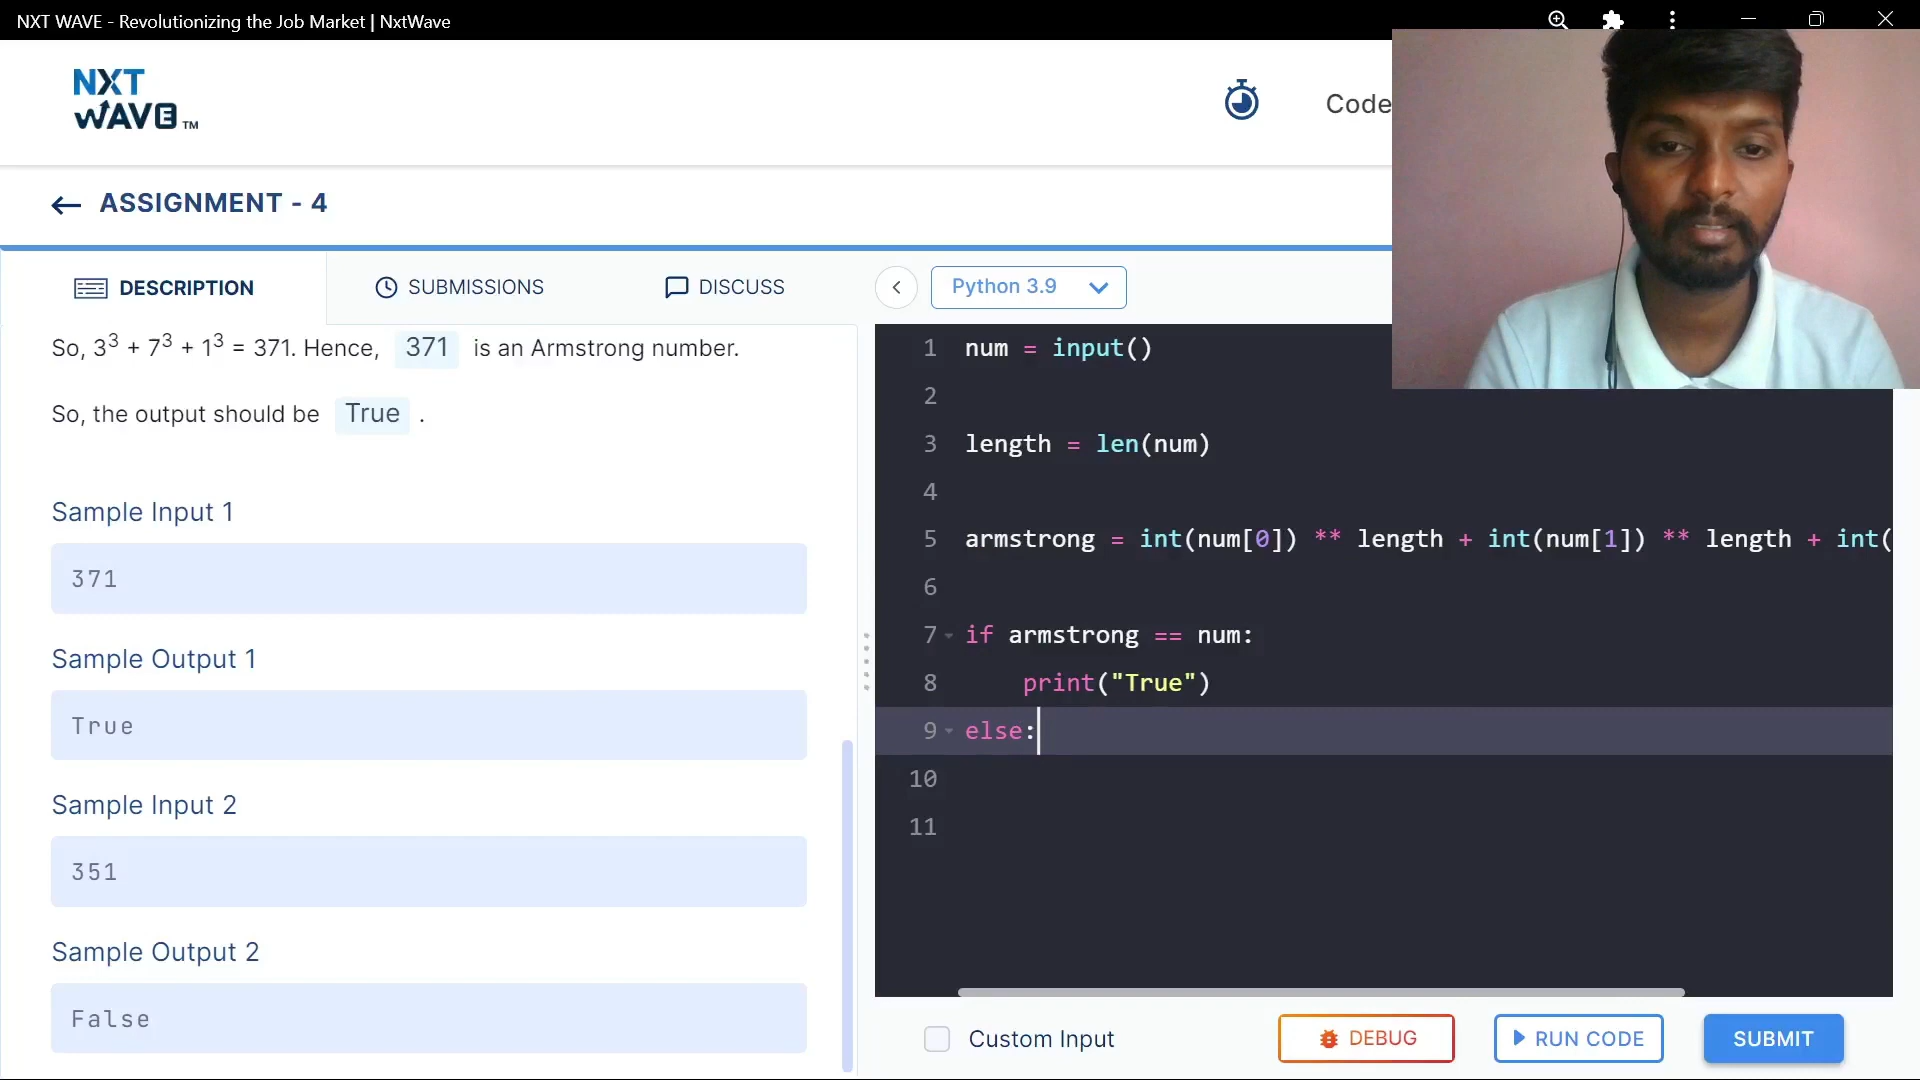 NXT WAVE - Revolutionizing the Job Market | NxtWave
NXT
WAVE TM
Code
ASSIGNMENT - 4
DESCRIPTION
SUBMISSIONS
DISCUSS
Python 3.9
So, 3³ + 7³ + 1³ = 371. Hence, 371 is an Armstrong number.
So, the output should be True .
Sample Input 1
371
Sample Output 1
True
Sample Input 2
351
Sample Output 2
False
1 num = input()
2
3 length = len(num)
4
5 armstrong = int(num[0]) ** length + int(num[1]) ** length + int(
6
7 if armstrong == num:
8     print("True")
9 else:
10
11
Custom Input
DEBUG
RUN CODE
SUBMIT